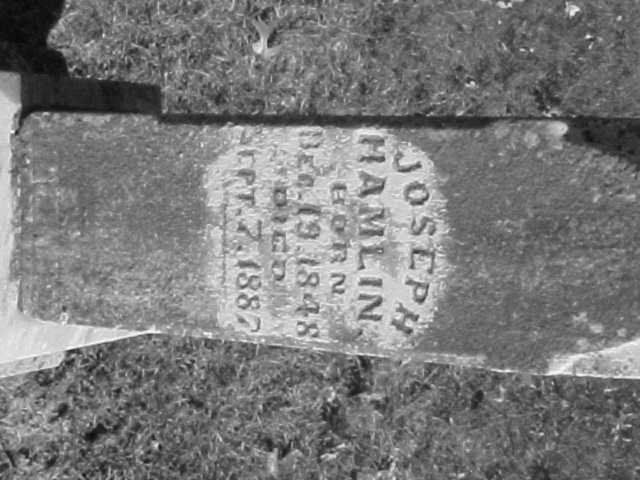 JOSEPH
HAMLIN,
BORN
DEC. 19, 1848
DIED
SEPT. 7, 1887